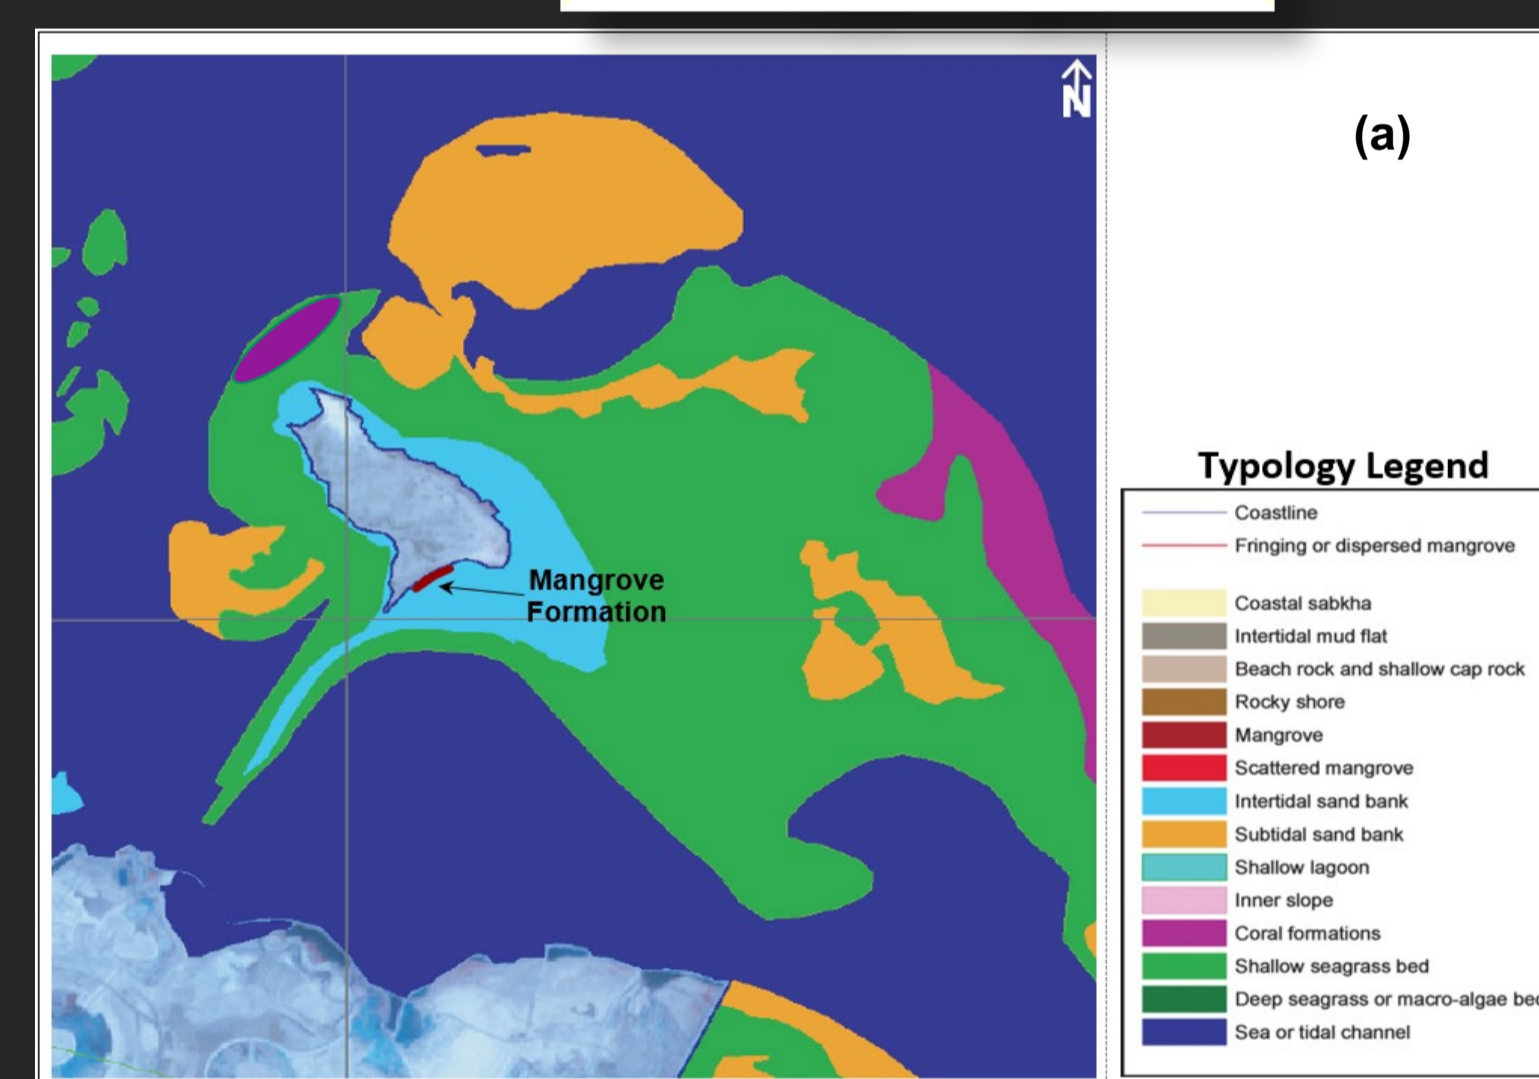 N
(a)
Mangrove
Formation
Typology Legend
Coastline
Fringing or dispersed mangrove
Coastal sabkha
Intertidal mud flat
Beach rock and shallow cap rock
Rocky shore
Mangrove
Scattered mangrove
Intertidal sand bank
Subtidal sand bank
Shallow lagoon
Inner slope
Coral formations
Shallow seagrass bed
Deep seagrass or macro-algae bed
Sea or tidal channel